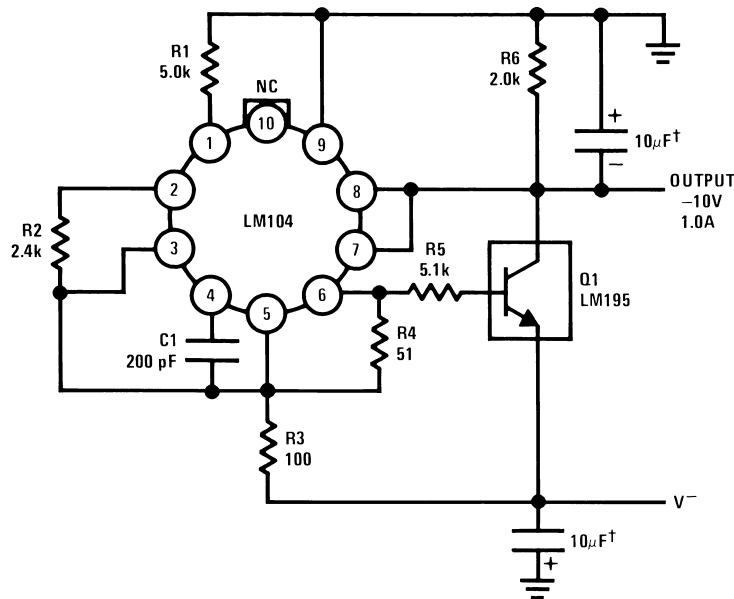 R1
5.0k
NC
R6
2.0k
10
1
9
+
10μF†
−
2
8
OUTPUT
−10V
1.0A
LM104
R2
2.4k
3
7
R5
5.1k
Q1
LM195
4
5
6
C1
200 pF
R4
51
R3
100
V−
10μF†
+